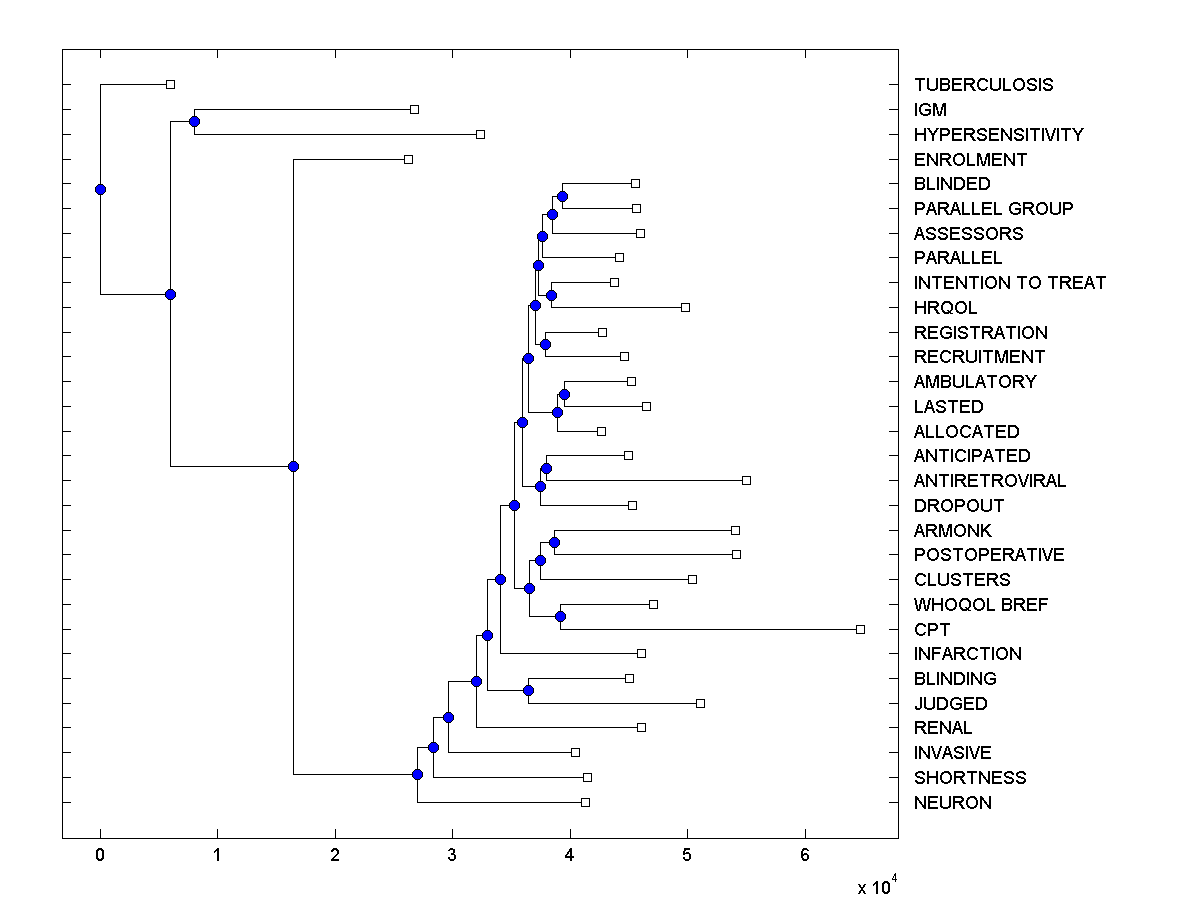 TUBERCULOSIS
IGM
HYPERSENSITIVITY
ENROLMENT
BLINDED
PARALLEL GROUP
ASSESSORS
PARALLEL
INTENTION TO TREAT
HRQOL
REGISTRATION
RECRUITMENT
AMBULATORY
LASTED
ALLOCATED
ANTICIPATED
ANTIRETROVIRAL
DROPOUT
ARMONK
POSTOPERATIVE
CLUSTERS
WHOQOL BREF
CPT
INFARCTION
BLINDING
JUDGED
RENAL
INVASIVE
SHORTNESS
NEURON
0 1 2 3 4 5 6
x 10^4